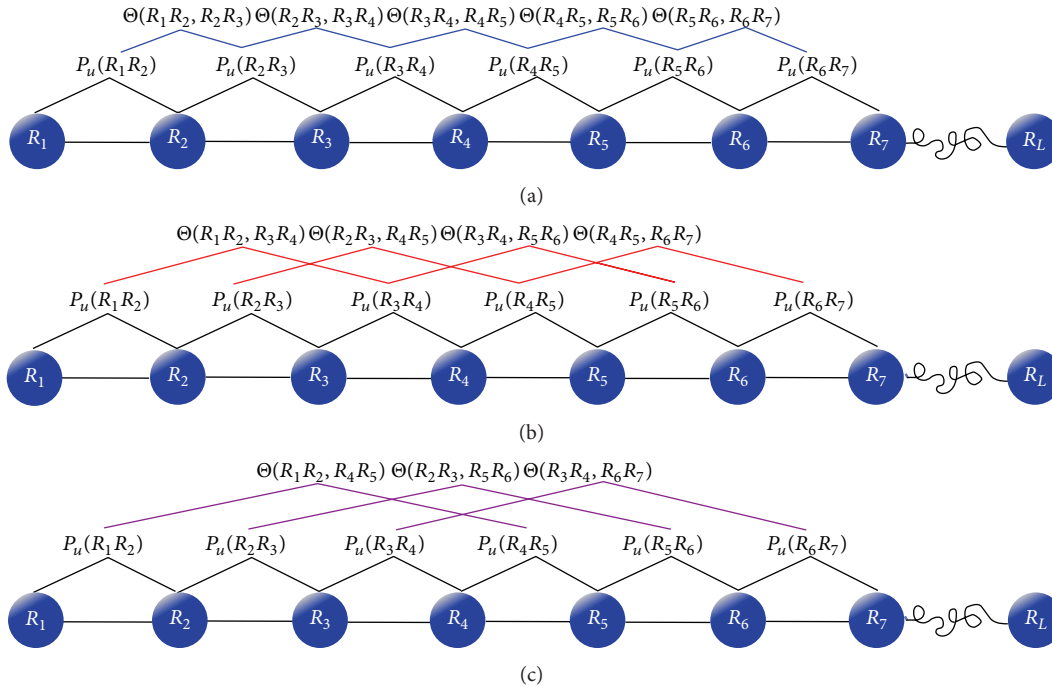 Θ(R₁R₂, R₂R₃) Θ(R₂R₃, R₃R₄) Θ(R₃R₄, R₄R₅) Θ(R₄R₅, R₅R₆) Θ(R₅R₆, R₆R₇)
Pᵤ(R₁R₂) Pᵤ(R₂R₃) Pᵤ(R₃R₄) Pᵤ(R₄R₅) Pᵤ(R₅R₆) Pᵤ(R₆R₇)
R₁ R₂ R₃ R₄ R₅ R₆ R₇ R_L
(a)
Θ(R₁R₂, R₃R₄) Θ(R₂R₃, R₄R₅) Θ(R₃R₄, R₅R₆) Θ(R₄R₅, R₆R₇)
Pᵤ(R₁R₂) Pᵤ(R₂R₃) Pᵤ(R₃R₄) Pᵤ(R₄R₅) Pᵤ(R₅R₆) Pᵤ(R₆R₇)
R₁ R₂ R₃ R₄ R₅ R₆ R₇ R_L
(b)
Θ(R₁R₂, R₄R₅) Θ(R₂R₃, R₅R₆) Θ(R₃R₄, R₆R₇)
Pᵤ(R₁R₂) Pᵤ(R₂R₃) Pᵤ(R₃R₄) Pᵤ(R₄R₅) Pᵤ(R₅R₆) Pᵤ(R₆R₇)
R₁ R₂ R₃ R₄ R₅ R₆ R₇ R_L
(c)